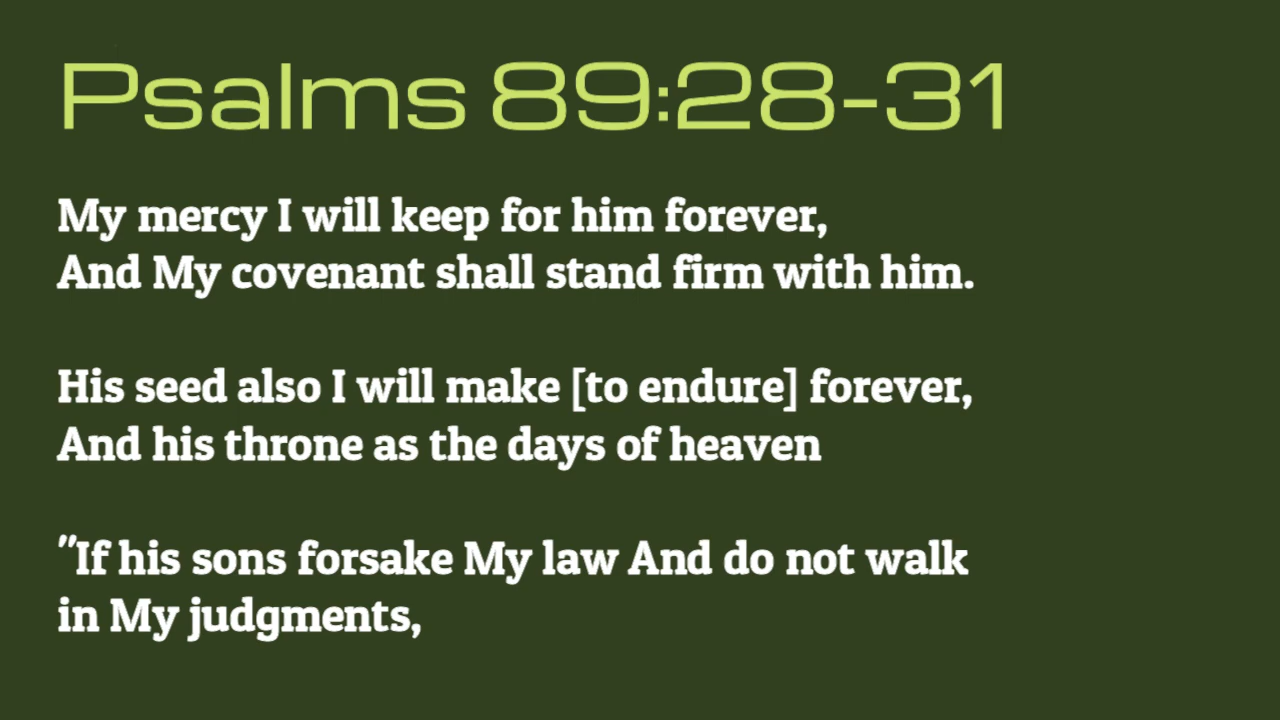 Psalms 89:28-31
My mercy I will keep for him forever,
And My covenant shall stand firm with him.
His seed also I will make [to endure] forever,
And his throne as the days of heaven
"If his sons forsake My law And do not walk
in My judgments,